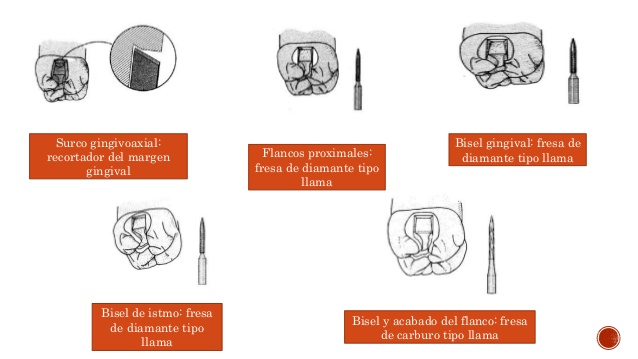 Surco gingivoaxial:
recortador del margen
gingival
Flancos proximales:
fresa de diamante tipo
llama
Bisel gingival: fresa de
diamante tipo llama
Bisel de istmo: fresa
de diamante tipo
llama
Bisel y acabado del flanco: fresa
de carburo tipo llama